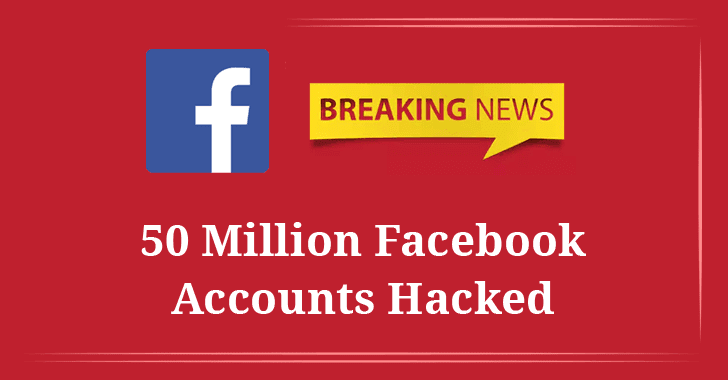 f
BREAKING NEWS
50 Million Facebook
Accounts Hacked